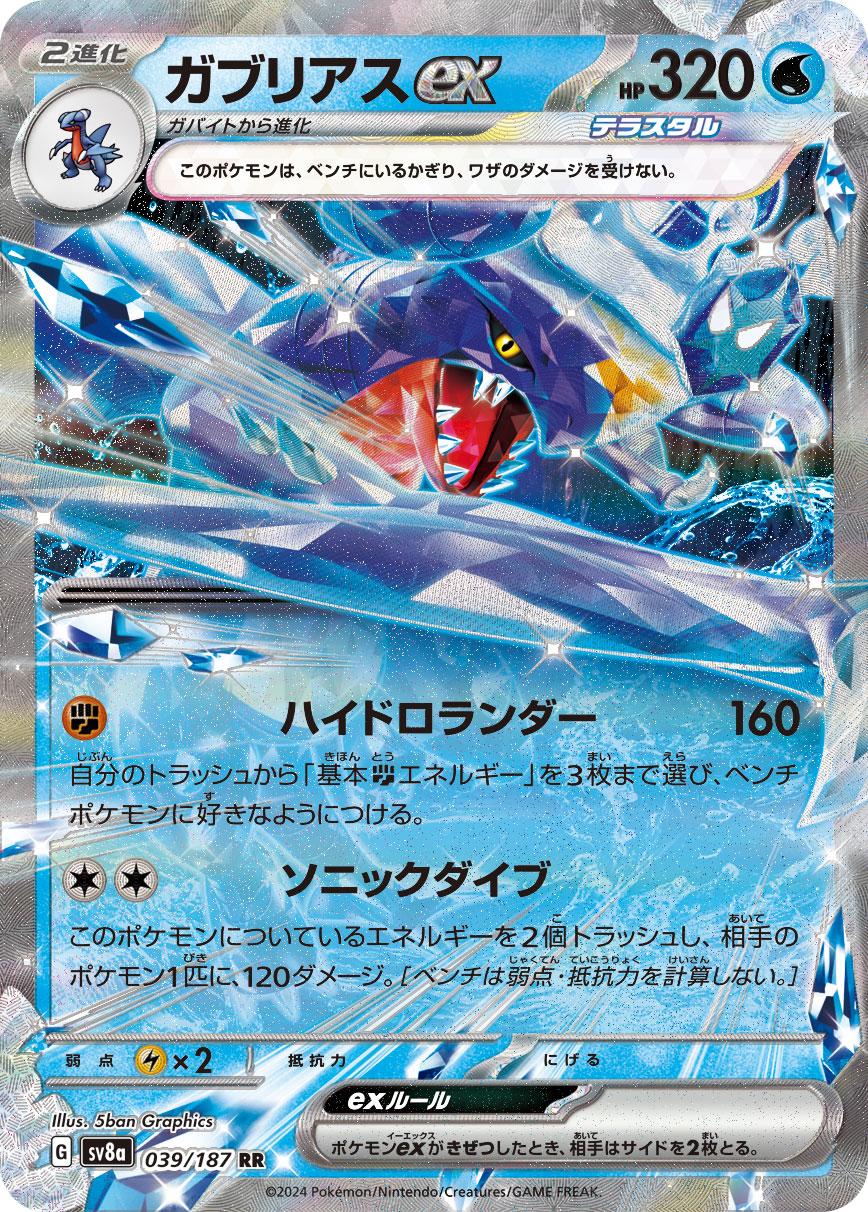 2進化 ガブリアスex HP320
ガバイトから進化 テラスタル
このポケモンは、ベンチにいるかぎり、ワザのダメージを受けない。
ハイドロランダー 160
自分のトラッシュから「基本エネルギー」を3枚まで選び、ベンチ
ポケモンに好きなようにつける。
ソニックダイブ
このポケモンについているエネルギーを2個トラッシュし、相手の
ポケモン1匹に、120ダメージ。[ベンチは弱点・抵抗力を計算しない。]
弱点 ×2 抵抗力 にげる
exルール
ポケモンexがきぜつしたとき、相手はサイドを2枚とる。
Illus. 5ban Graphics
G sv8a 039/187 RR
©2024 Pokémon/Nintendo/Creatures/GAME FREAK.